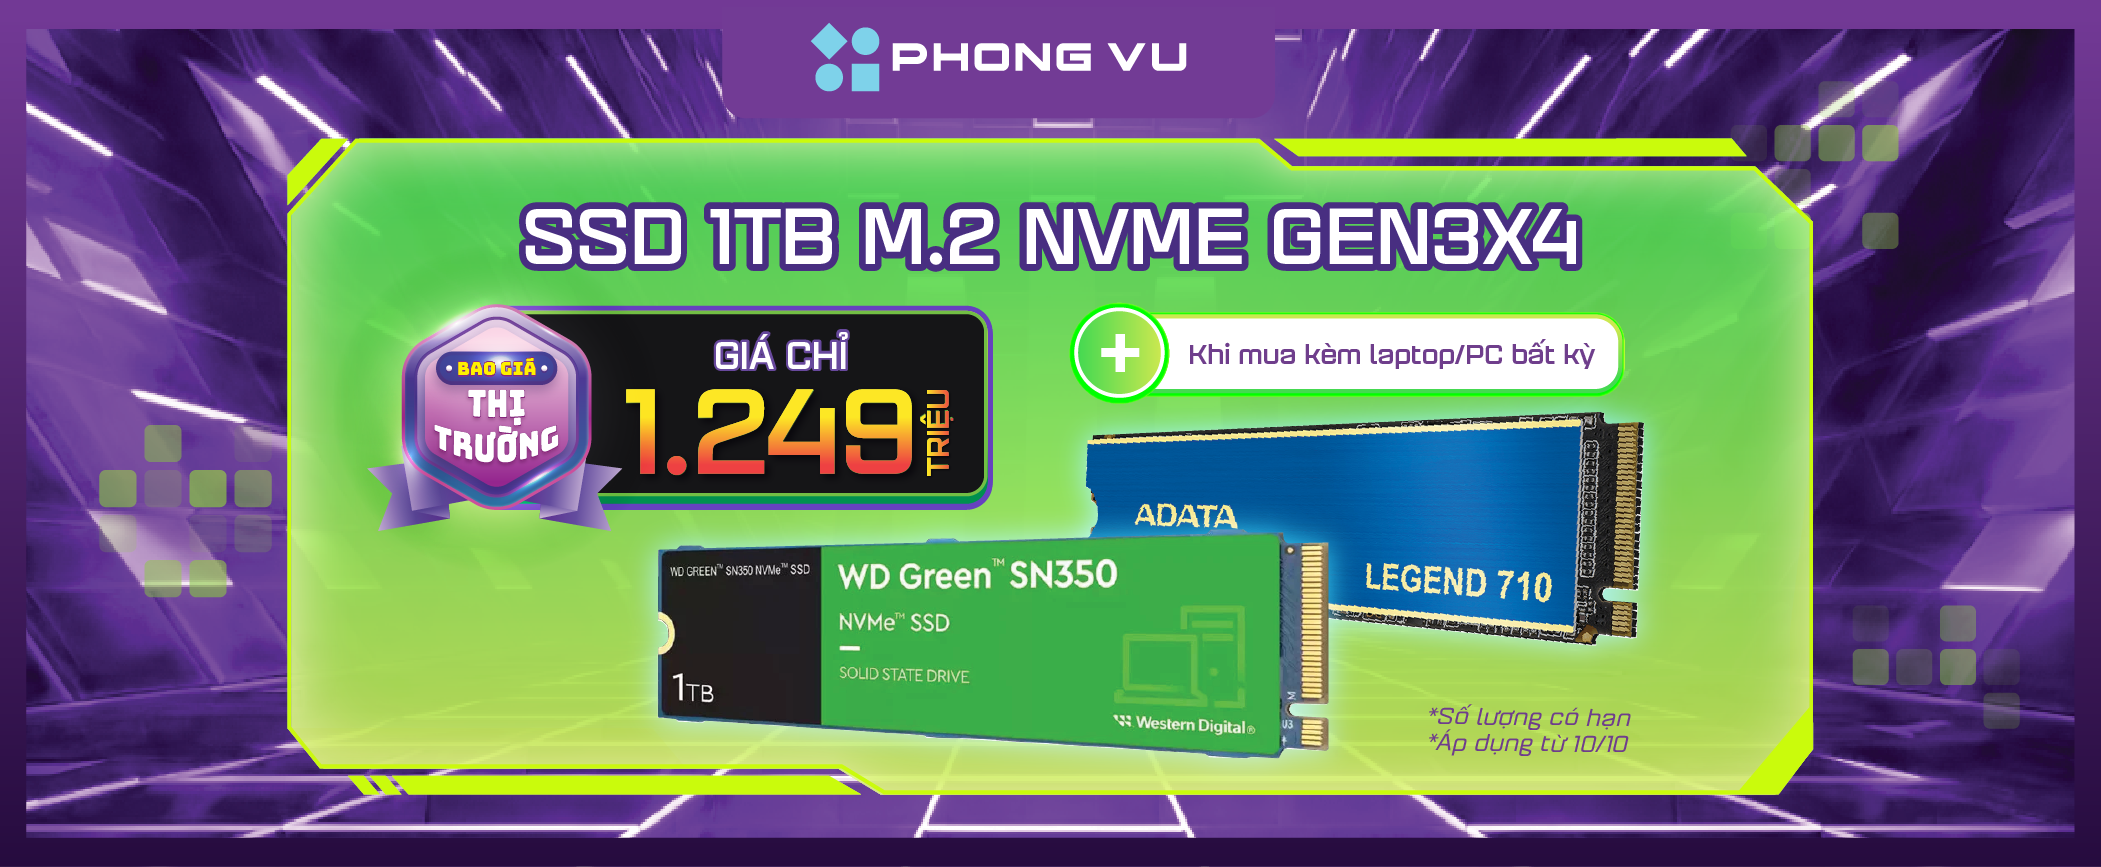 PHONG VU
SSD 1TB M.2 NVME GEN3X4
BAO GIÁ
THỊ
TRƯỜNG
GIÁ CHỈ
1.249
TRIỆU
Khi mua kèm laptop/PC bất kỳ
ADATA
LEGEND 710
WD GREEN™ SN350 NVMe™ SSD
1TB
WD Green™ SN350
NVMe™ SSD
SOLID STATE DRIVE
Western Digital®
*Số lượng có hạn
*Áp dụng từ 10/10